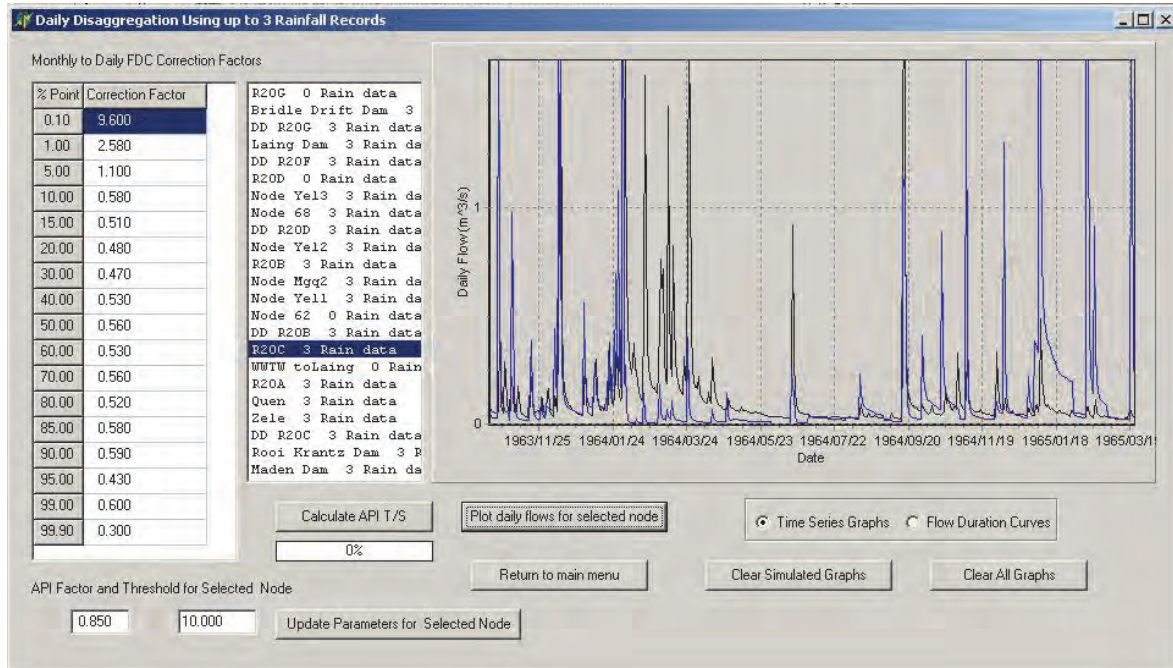 Daily Disaggregation Using up to 3 Rainfall Records
Monthly to Daily FDC Correction Factors
% Point Correction Factor
0.10 9.600
1.00 2.580
5.00 1.100
10.00 0.580
15.00 0.510
20.00 0.480
30.00 0.470
40.00 0.530
50.00 0.560
60.00 0.530
70.00 0.560
80.00 0.520
85.00 0.580
90.00 0.590
95.00 0.430
99.00 0.600
99.90 0.300
R20G 0 Rain data
Bridle Drift Dam 3
DD R20G 3 Rain data
Laing Dam 3 Rain da
DD R20F 3 Rain data
R20D 0 Rain data
Node Yel3 3 Rain da
Node 68 3 Rain data
DD R20D 3 Rain data
Node Yel2 3 Rain da
R20B 3 Rain data
Node Mgq2 3 Rain da
Node Yel1 3 Rain da
Node 62 0 Rain data
DD R20B 3 Rain data
R20C 3 Rain data
WWTW toLaing 0 Rain
R20A 3 Rain data
Quen 3 Rain data
Zele 3 Rain data
DD R20C 3 Rain data
Rooi Krantz Dam 3 R
Maden Dam 3 Rain da
Daily Flow (m^3/s)
1
0
1963/11/25 1964/01/24 1964/03/24 1964/05/23 1964/07/22 1964/09/20 1964/11/19 1965/01/18 1965/03/1
Date
Calculate API T/S
0%
Plot daily flows for selected node
Time Series Graphs Flow Duration Curves
Return to main menu
Clear Simulated Graphs
Clear All Graphs
API Factor and Threshold for Selected Node
0.850 10.000
Update Parameters for Selected Node